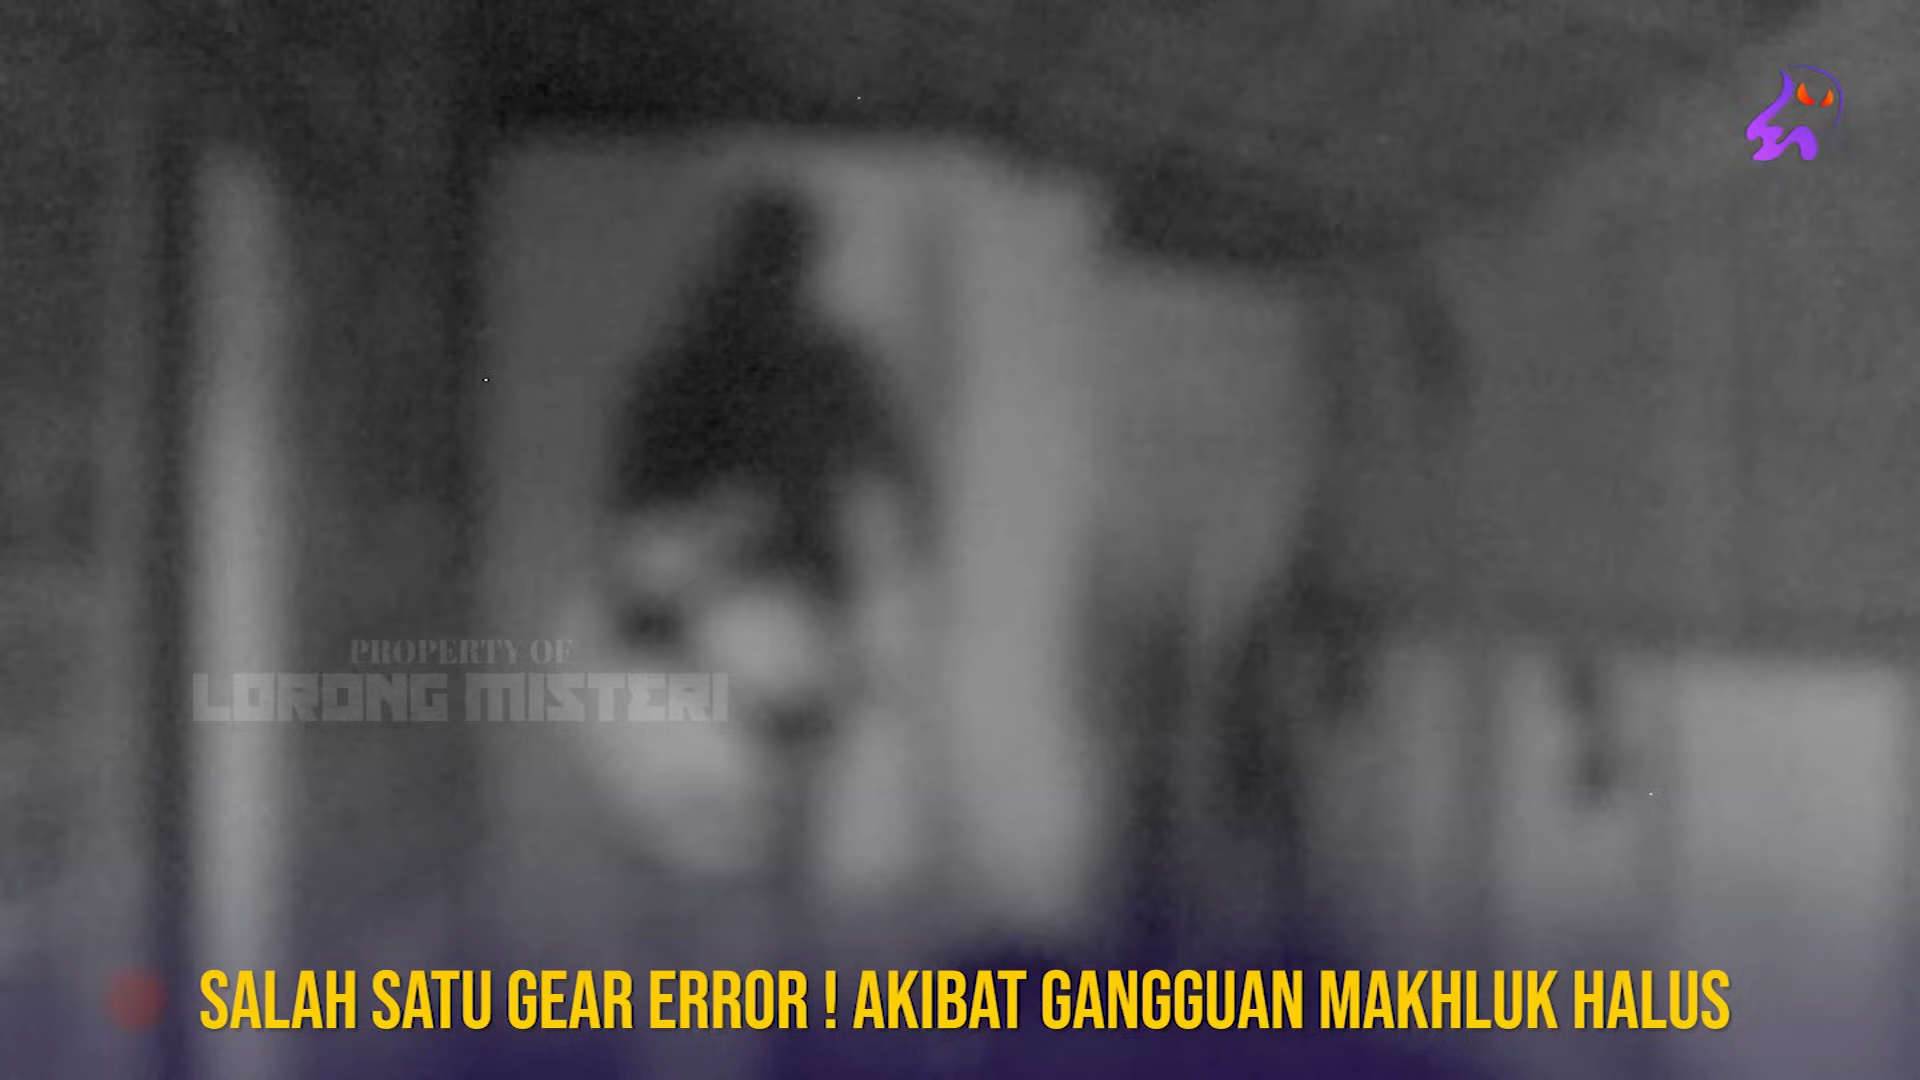 PROPERTY OF
LORONG MISTERI
SALAH SATU GEAR ERROR ! AKIBAT GANGGUAN MAKHLUK HALUS